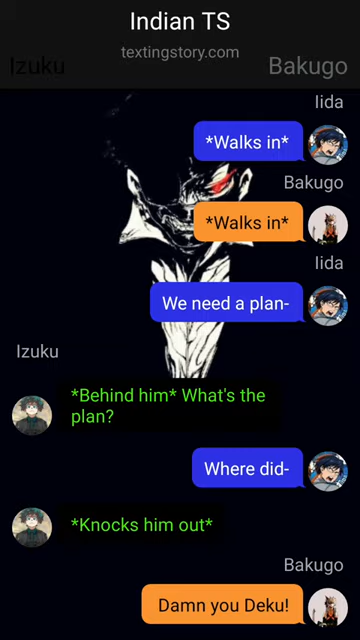 Indian TS
textingstory.com
Izuku
Bakugo
Iida
*Walks in*
Bakugo
*Walks in*
Iida
We need a plan-
Izuku
*Behind him* What's the
plan?
Where did-
*Knocks him out*
Bakugo
Damn you Deku!